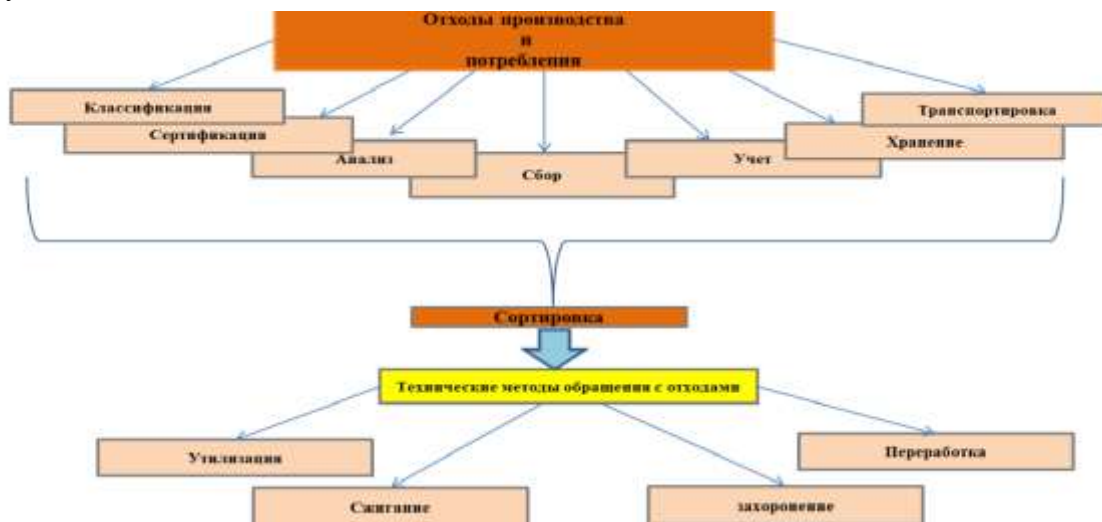 Отходы производства
и
потребления
Классификация
Сертификация
Анализ
Сбор
Учет
Хранение
Транспортировка
Сортировка
Технические методы обращения с отходами
Утилизация
Сжигание
захоронение
Переработка